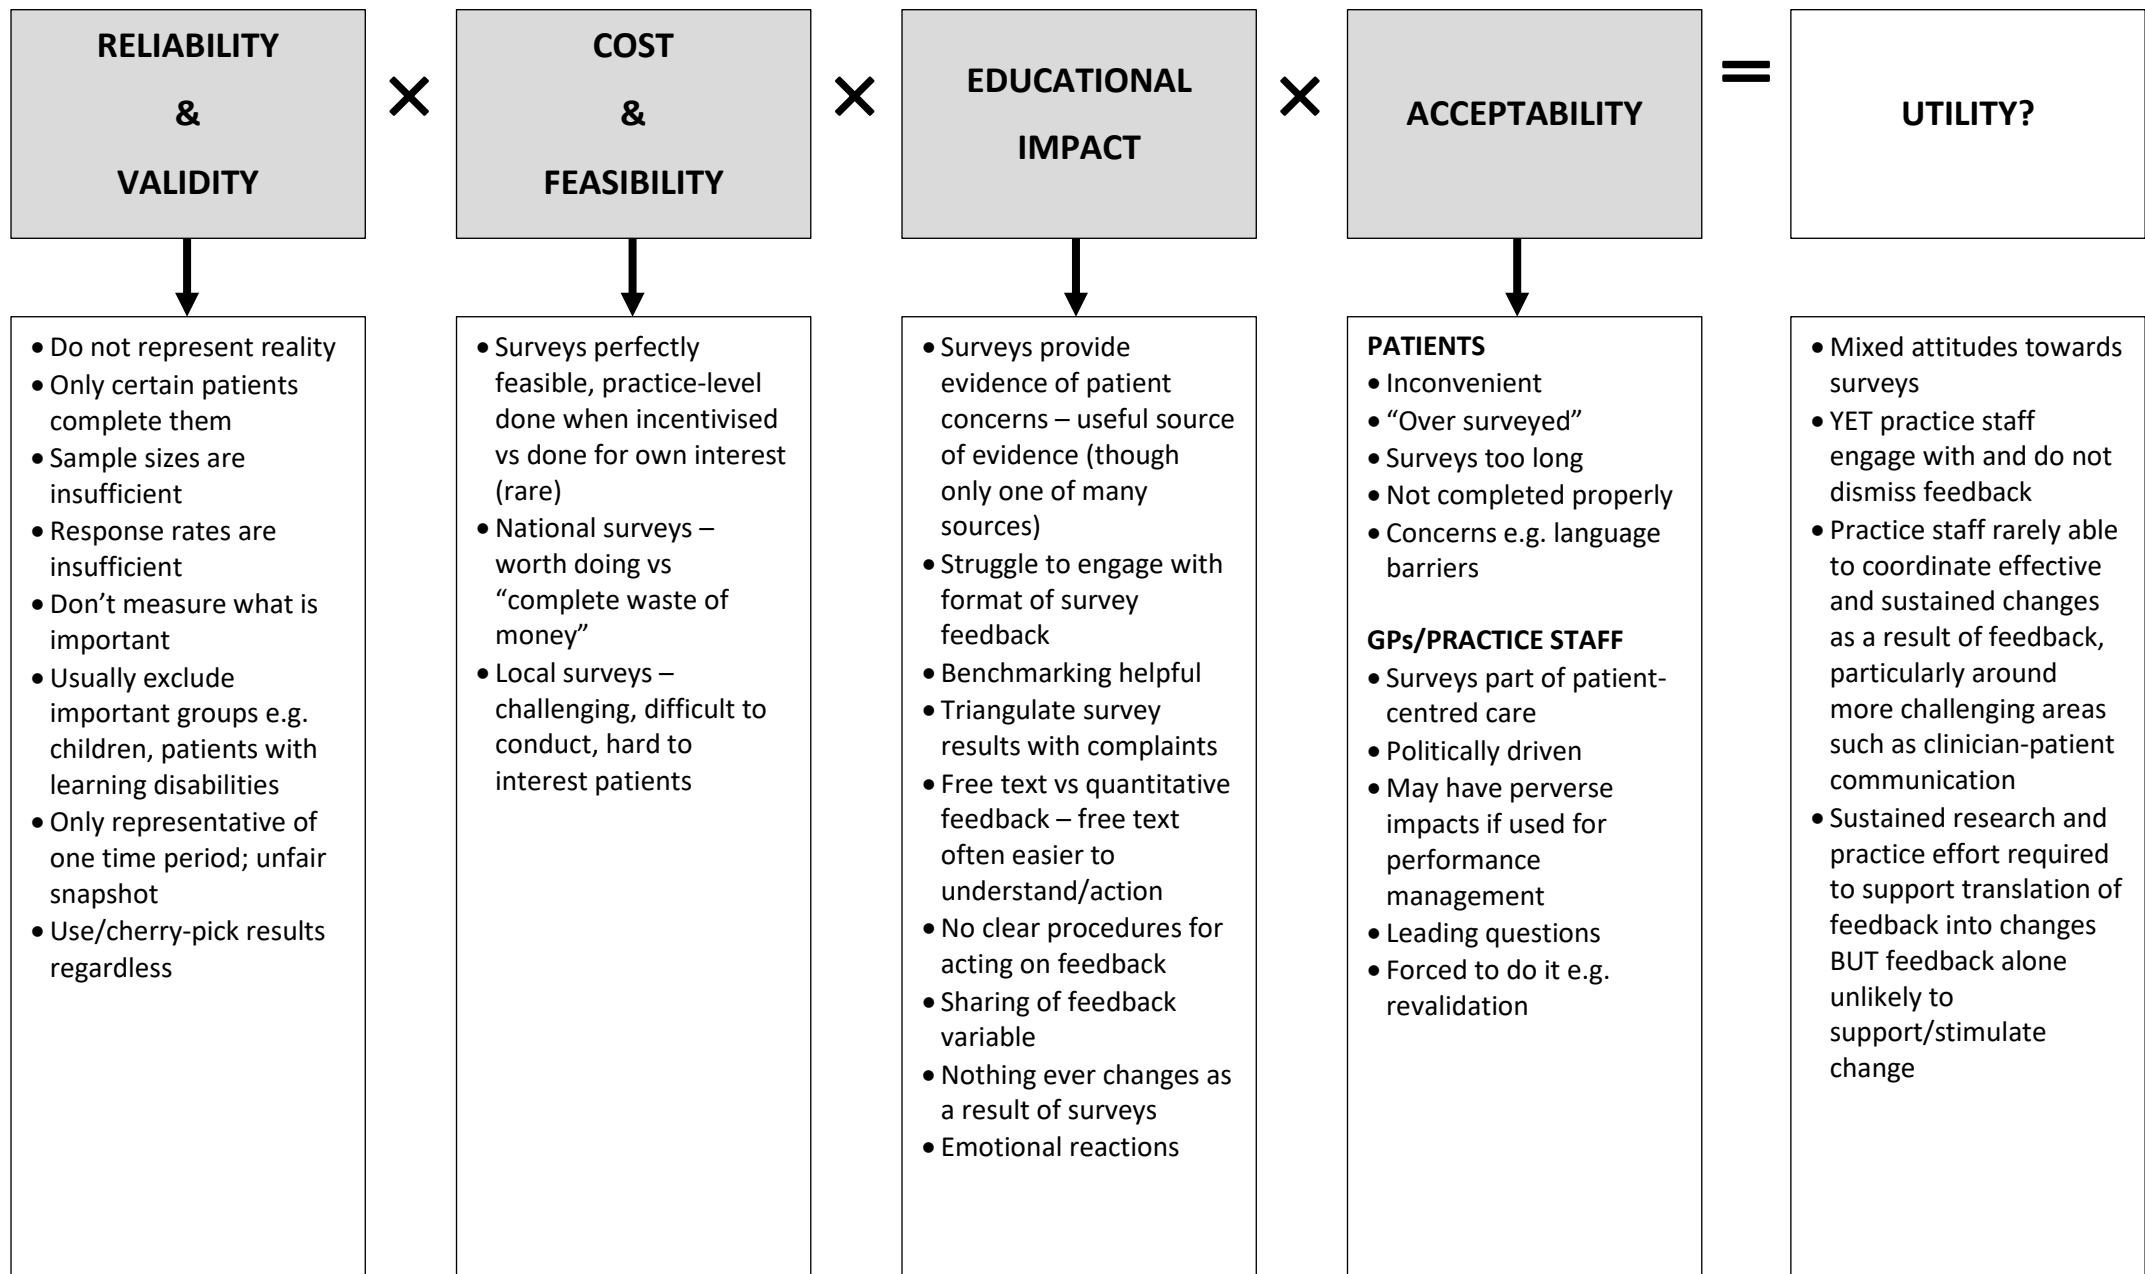 RELIABILITY
&
VALIDITY
×
COST
&
FEASIBILITY
×
EDUCATIONAL
IMPACT
×
ACCEPTABILITY
=
UTILITY?
• Do not represent reality
• Only certain patients
complete them
• Sample sizes are
insufficient
• Response rates are
insufficient
• Don’t measure what is
important
• Usually exclude
important groups e.g.
children, patients with
learning disabilities
• Only representative of
one time period; unfair
snapshot
• Use/cherry-pick results
regardless
• Surveys perfectly
feasible, practice-level
done when incentivised
vs done for own interest
(rare)
• National surveys –
worth doing vs
“complete waste of
money”
• Local surveys –
challenging, difficult to
conduct, hard to
interest patients
• Surveys provide
evidence of patient
concerns – useful source
of evidence (though
only one of many
sources)
• Struggle to engage with
format of survey
feedback
• Benchmarking helpful
• Triangulate survey
results with complaints
• Free text vs quantitative
feedback – free text
often easier to
understand/action
• No clear procedures for
acting on feedback
• Sharing of feedback
variable
• Nothing ever changes as
a result of surveys
• Emotional reactions
PATIENTS
• Inconvenient
• “Over surveyed”
• Surveys too long
• Not completed properly
• Concerns e.g. language
barriers
GPs/PRACTICE STAFF
• Surveys part of patient-
centred care
• Politically driven
• May have perverse
impacts if used for
performance
management
• Leading questions
• Forced to do it e.g.
revalidation
• Mixed attitudes towards
surveys
• YET practice staff
engage with and do not
dismiss feedback
• Practice staff rarely able
to coordinate effective
and sustained changes
as a result of feedback,
particularly around
more challenging areas
such as clinician-patient
communication
• Sustained research and
practice effort required
to support translation of
feedback into changes
BUT feedback alone
unlikely to
support/stimulate
change